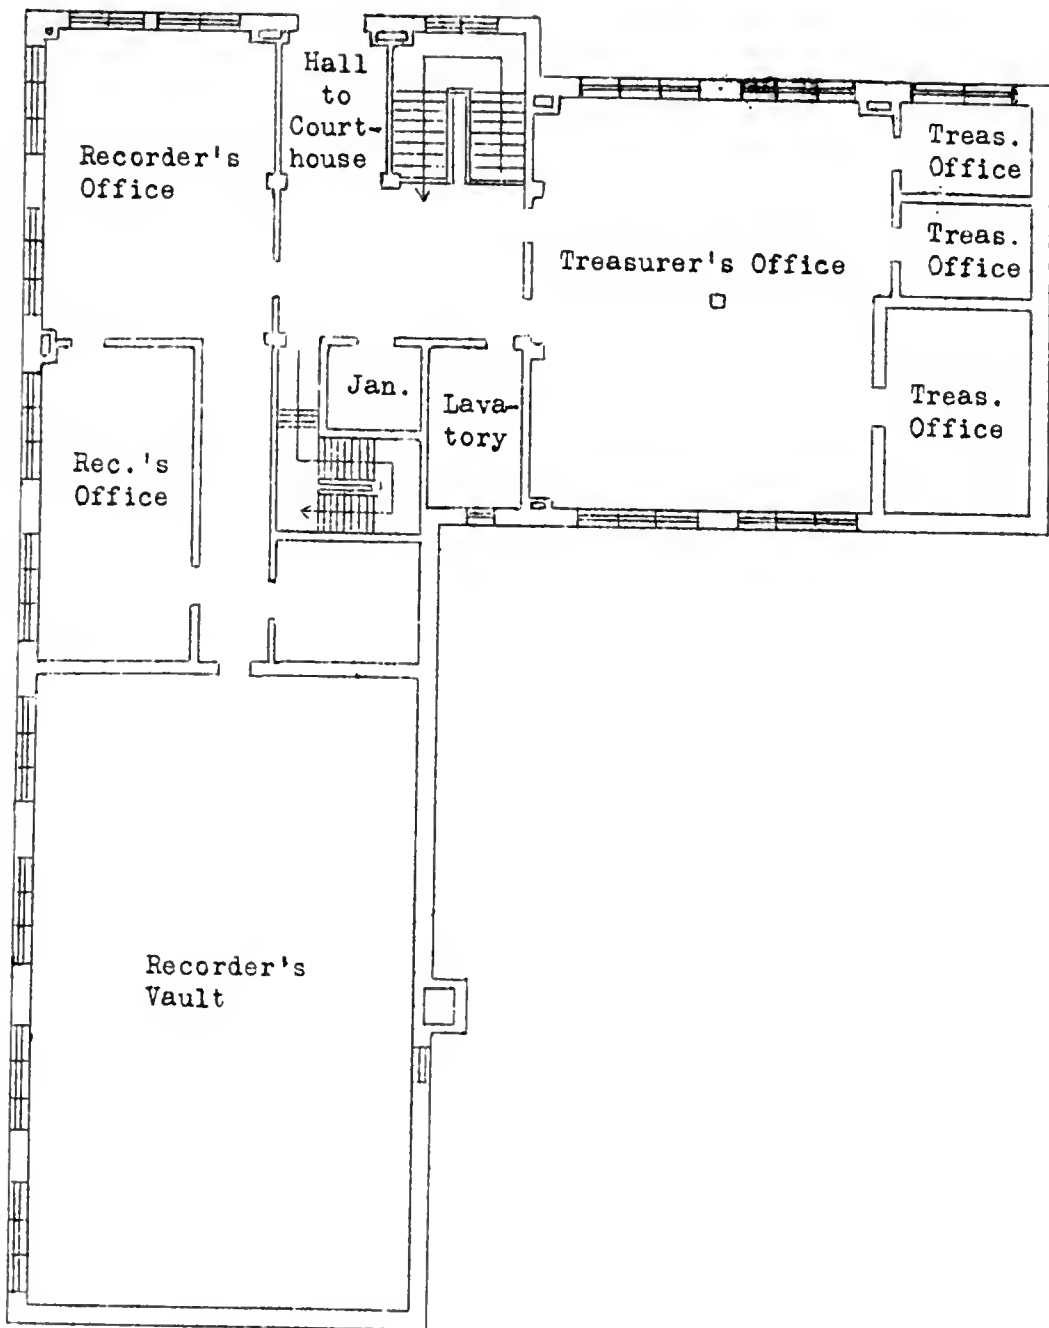 Hall
to
Court-
house
Recorder's
Office
Treas.
Office
Treas.
Office
Treasurer's Office
Jan.
Lava-
tory
Treas.
Office
Rec.'s
Office
Recorder's
Vault